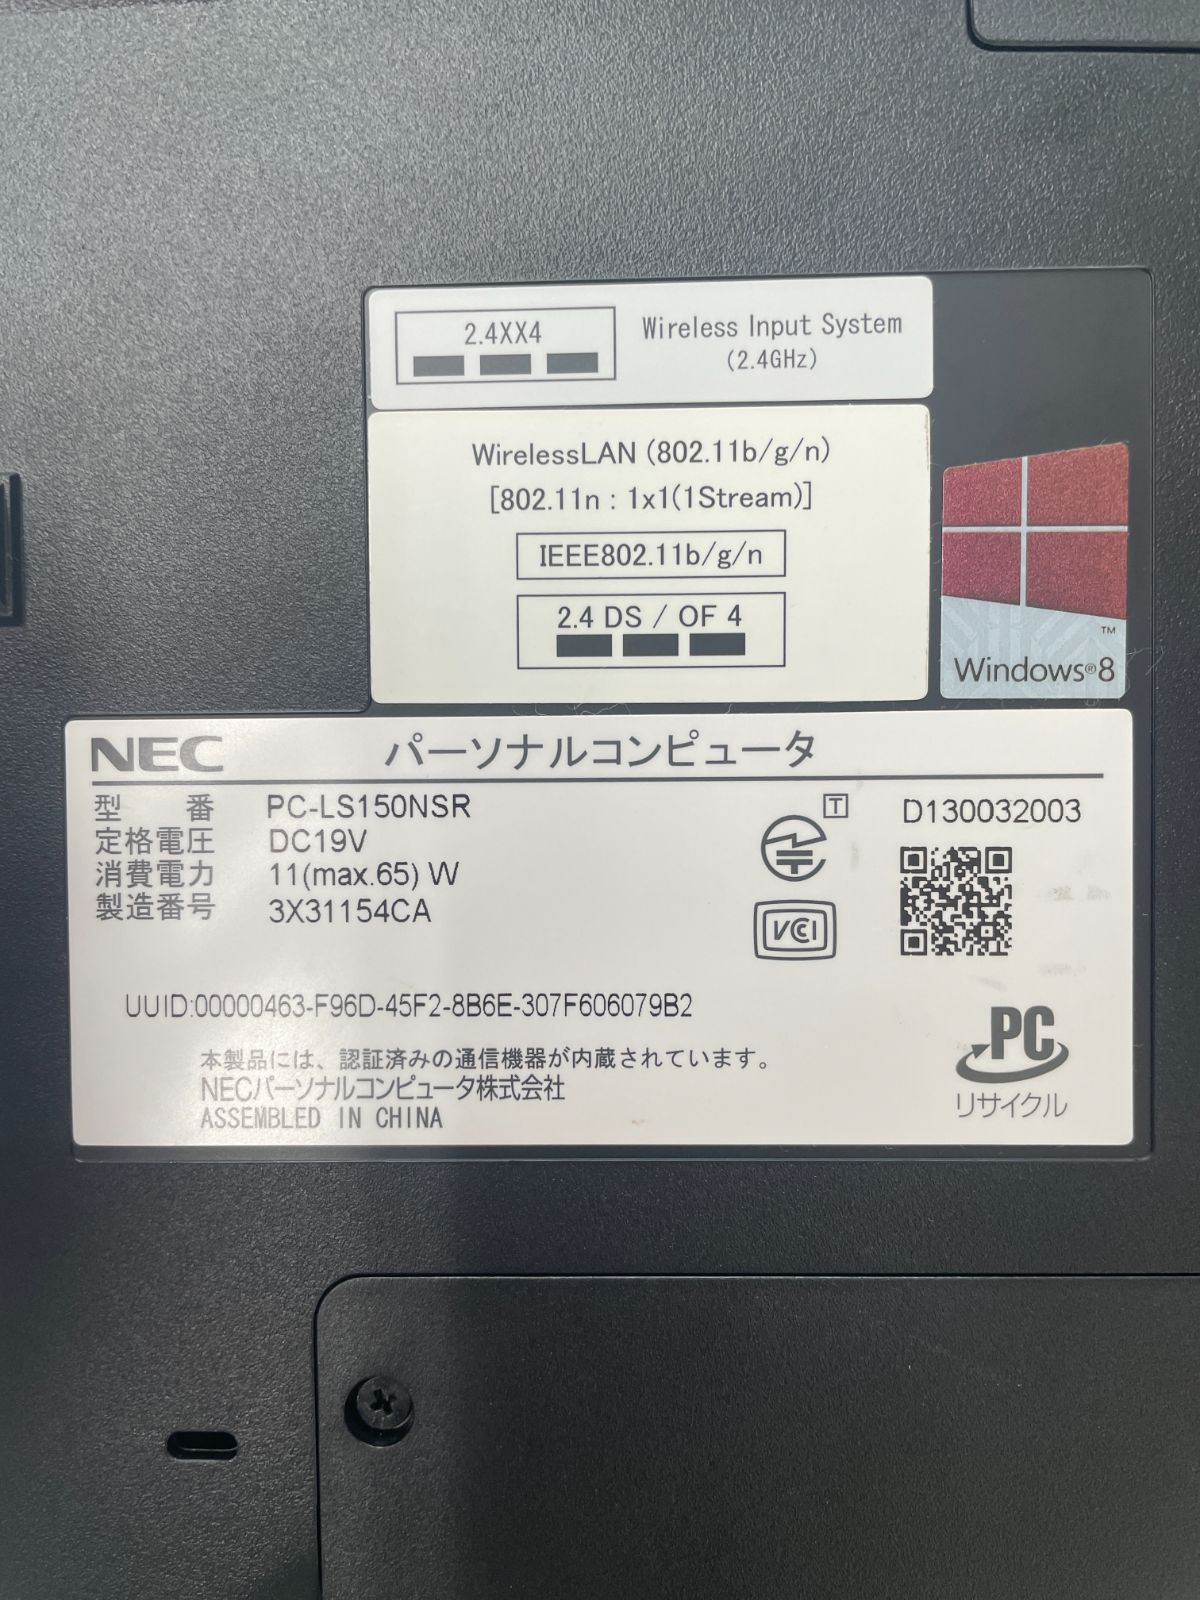 2.4XX4
Wireless Input System
(2.4GHz)
WirelessLAN (802.11b/g/n)
[802.11n : 1x1(1Stream)]
IEEE802.11b/g/n
2.4 DS / OF 4
TM
Windows®8
NEC パーソナルコンピュータ
型 番 PC-LS150NSR
定格電圧 DC19V
消費電力 11(max.65) W
製造番号 3X31154CA
T
D130032003
VCCI
UUID:00000463-F96D-45F2-8B6E-307F606079B2
本製品には、認証済みの通信機器が内蔵されています。
NECパーソナルコンピュータ株式会社
ASSEMBLED IN CHINA
PC
リサイクル